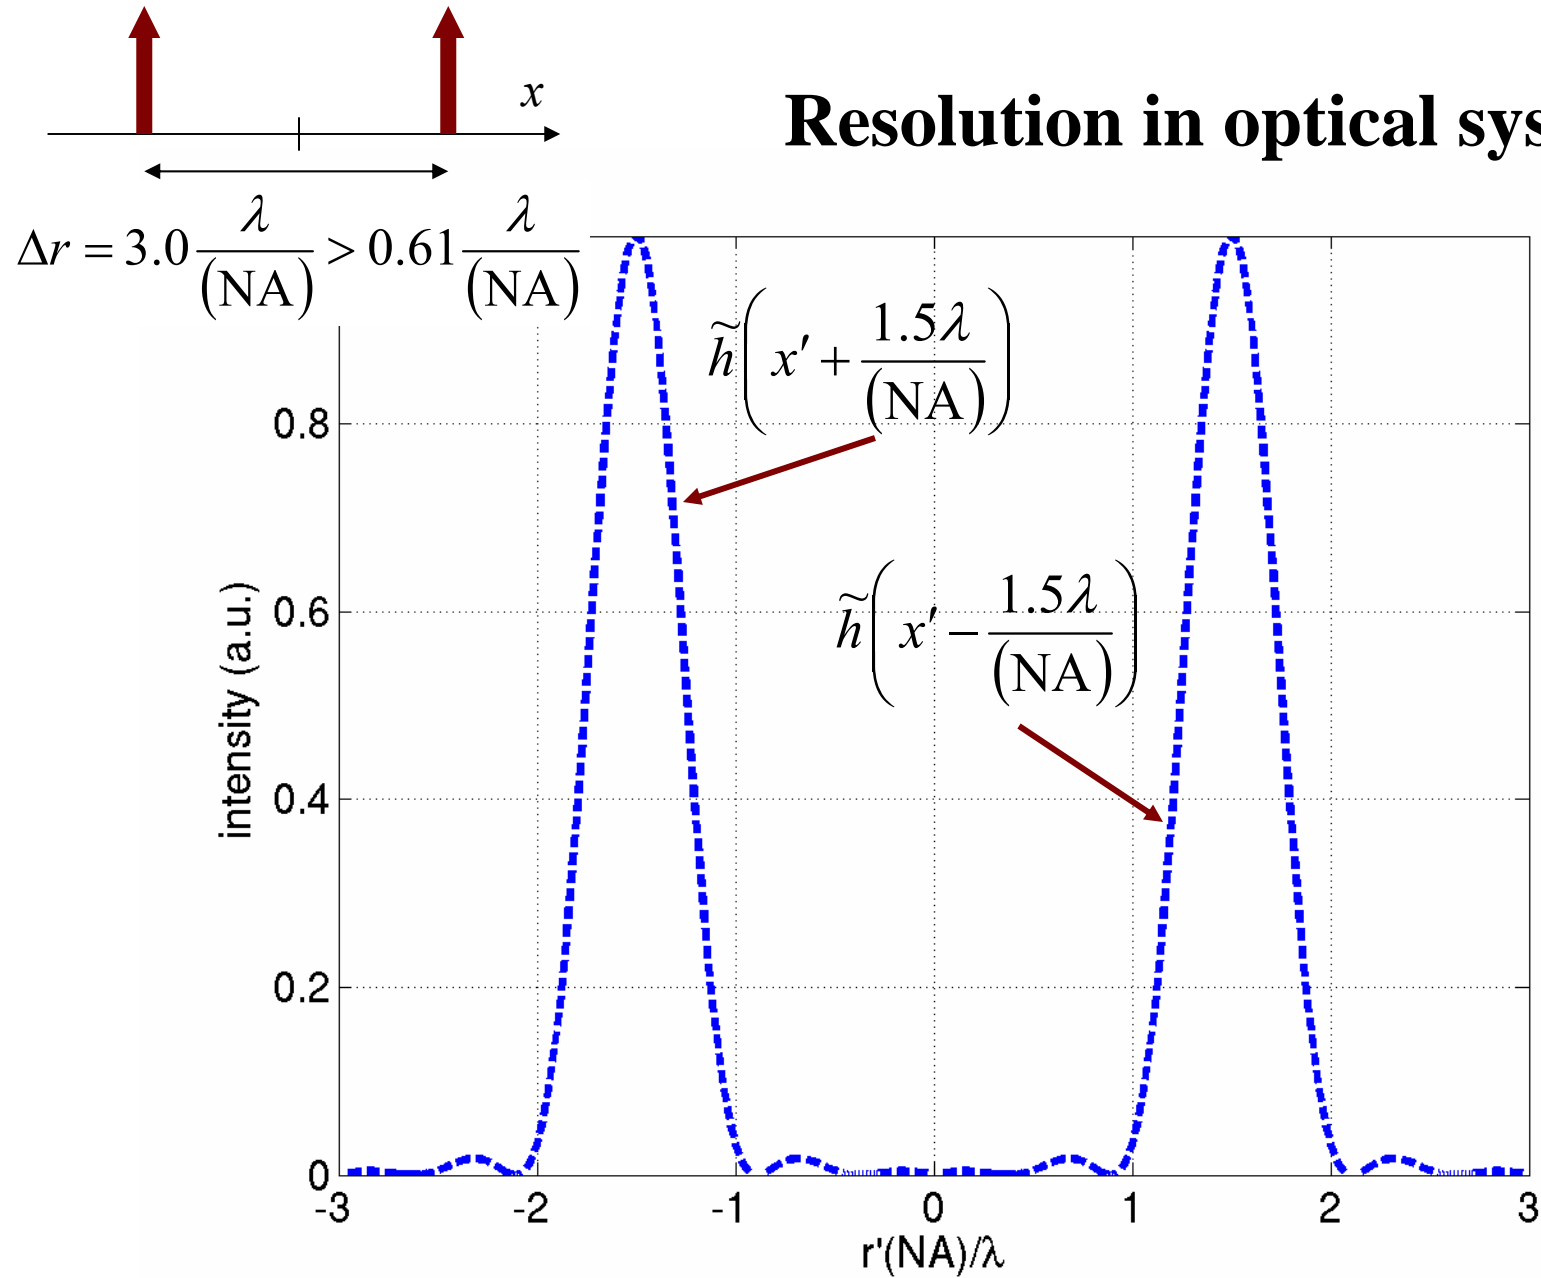 x
Resolution in optical sys
Δr = 3.0 λ/(NA) > 0.61 λ/(NA)
h̃( x′ + 1.5λ/(NA) )
h̃( x′ − 1.5λ/(NA) )
intensity (a.u.)
0.8
0.6
0.4
0.2
0
-3 -2 -1 0 1 2 3
r'(NA)/λ